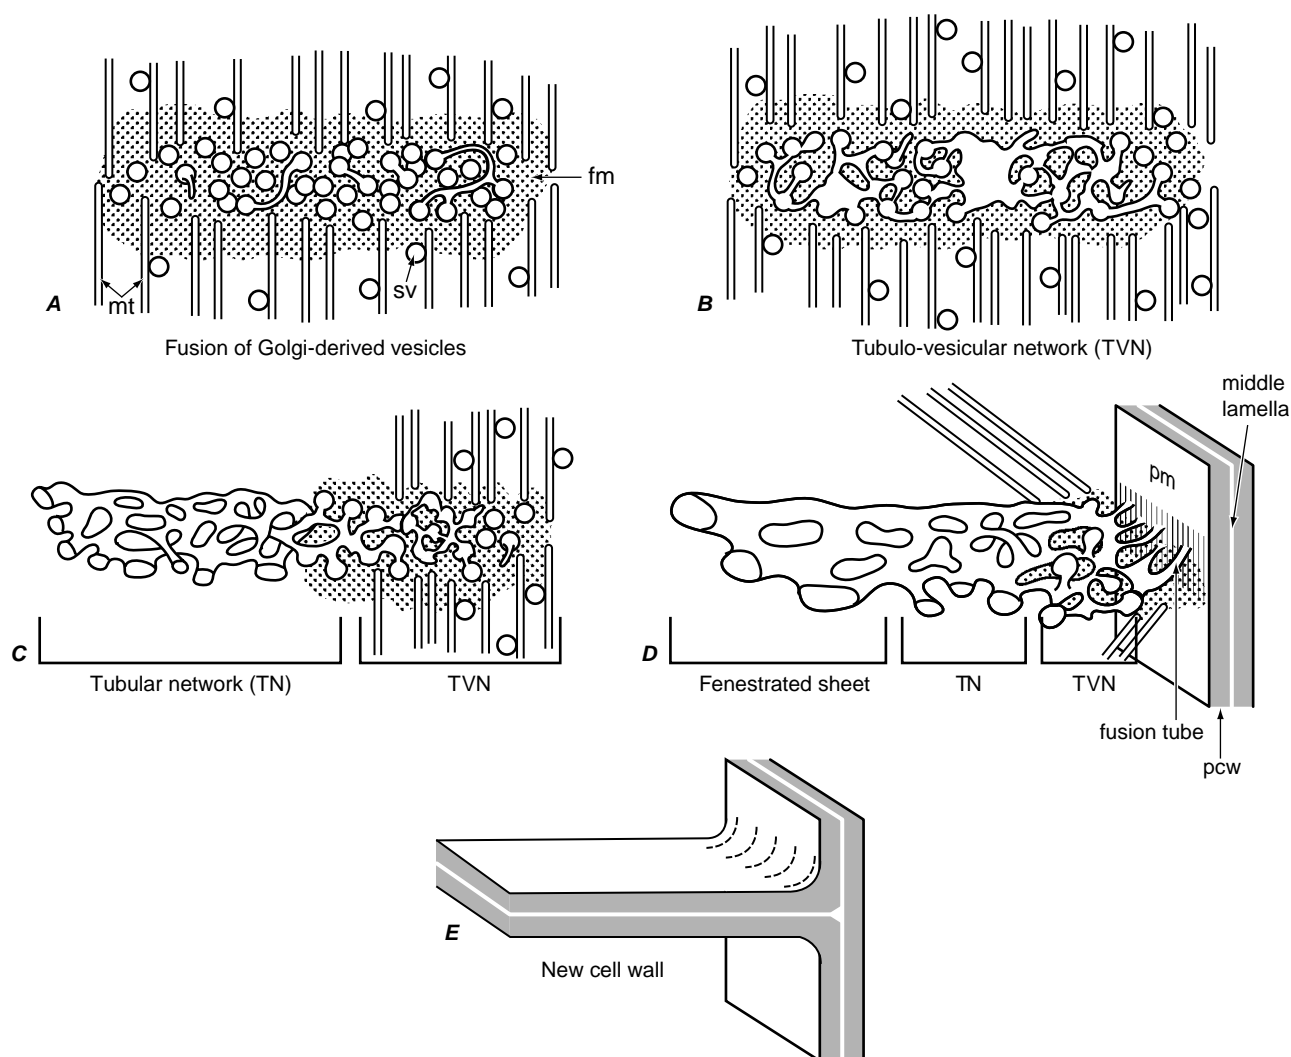 fm
sv
A
mt
Fusion of Golgi-derived vesicles
B
Tubulo-vesicular network (TVN)
C
Tubular network (TN)
TVN
middle
lamella
pm
D
Fenestrated sheet
TN
TVN
fusion tube
pcw
E
New cell wall